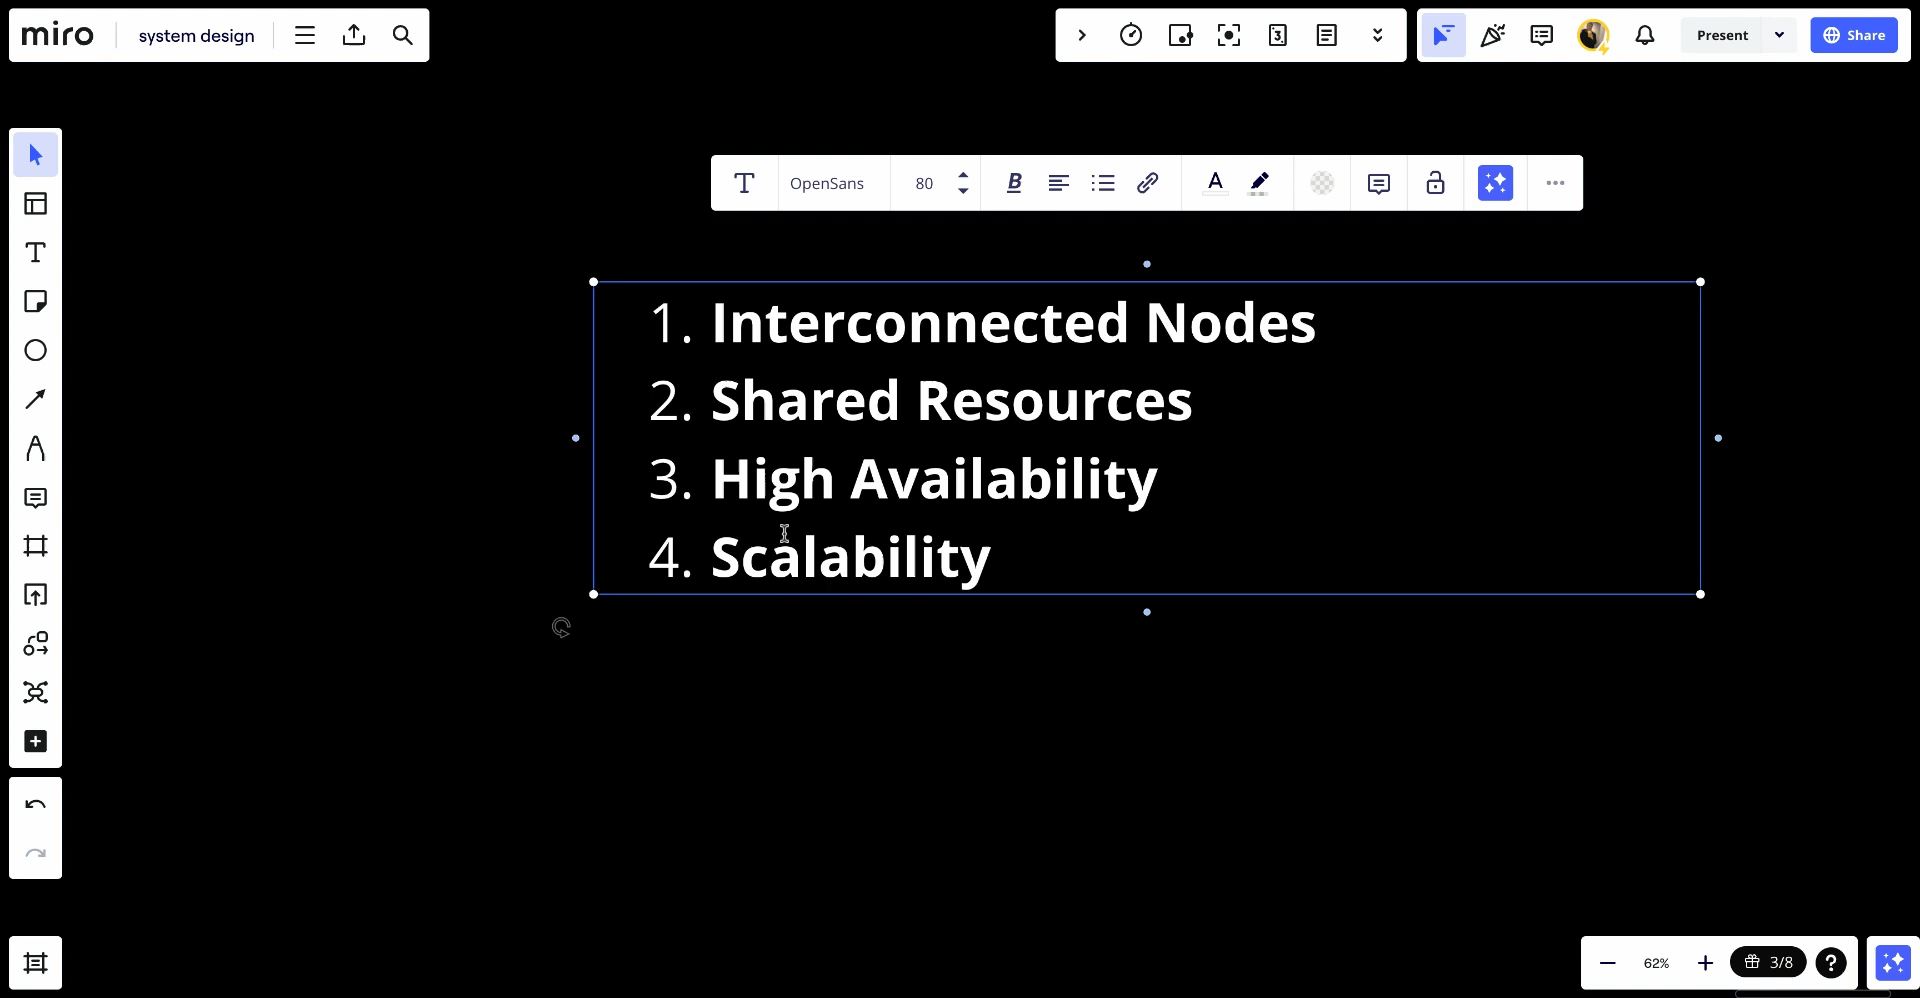 miro system design Present Share
OpenSans 80 B A
1. Interconnected Nodes
2. Shared Resources
3. High Availability
4. Scalability
62% 3/8 ?